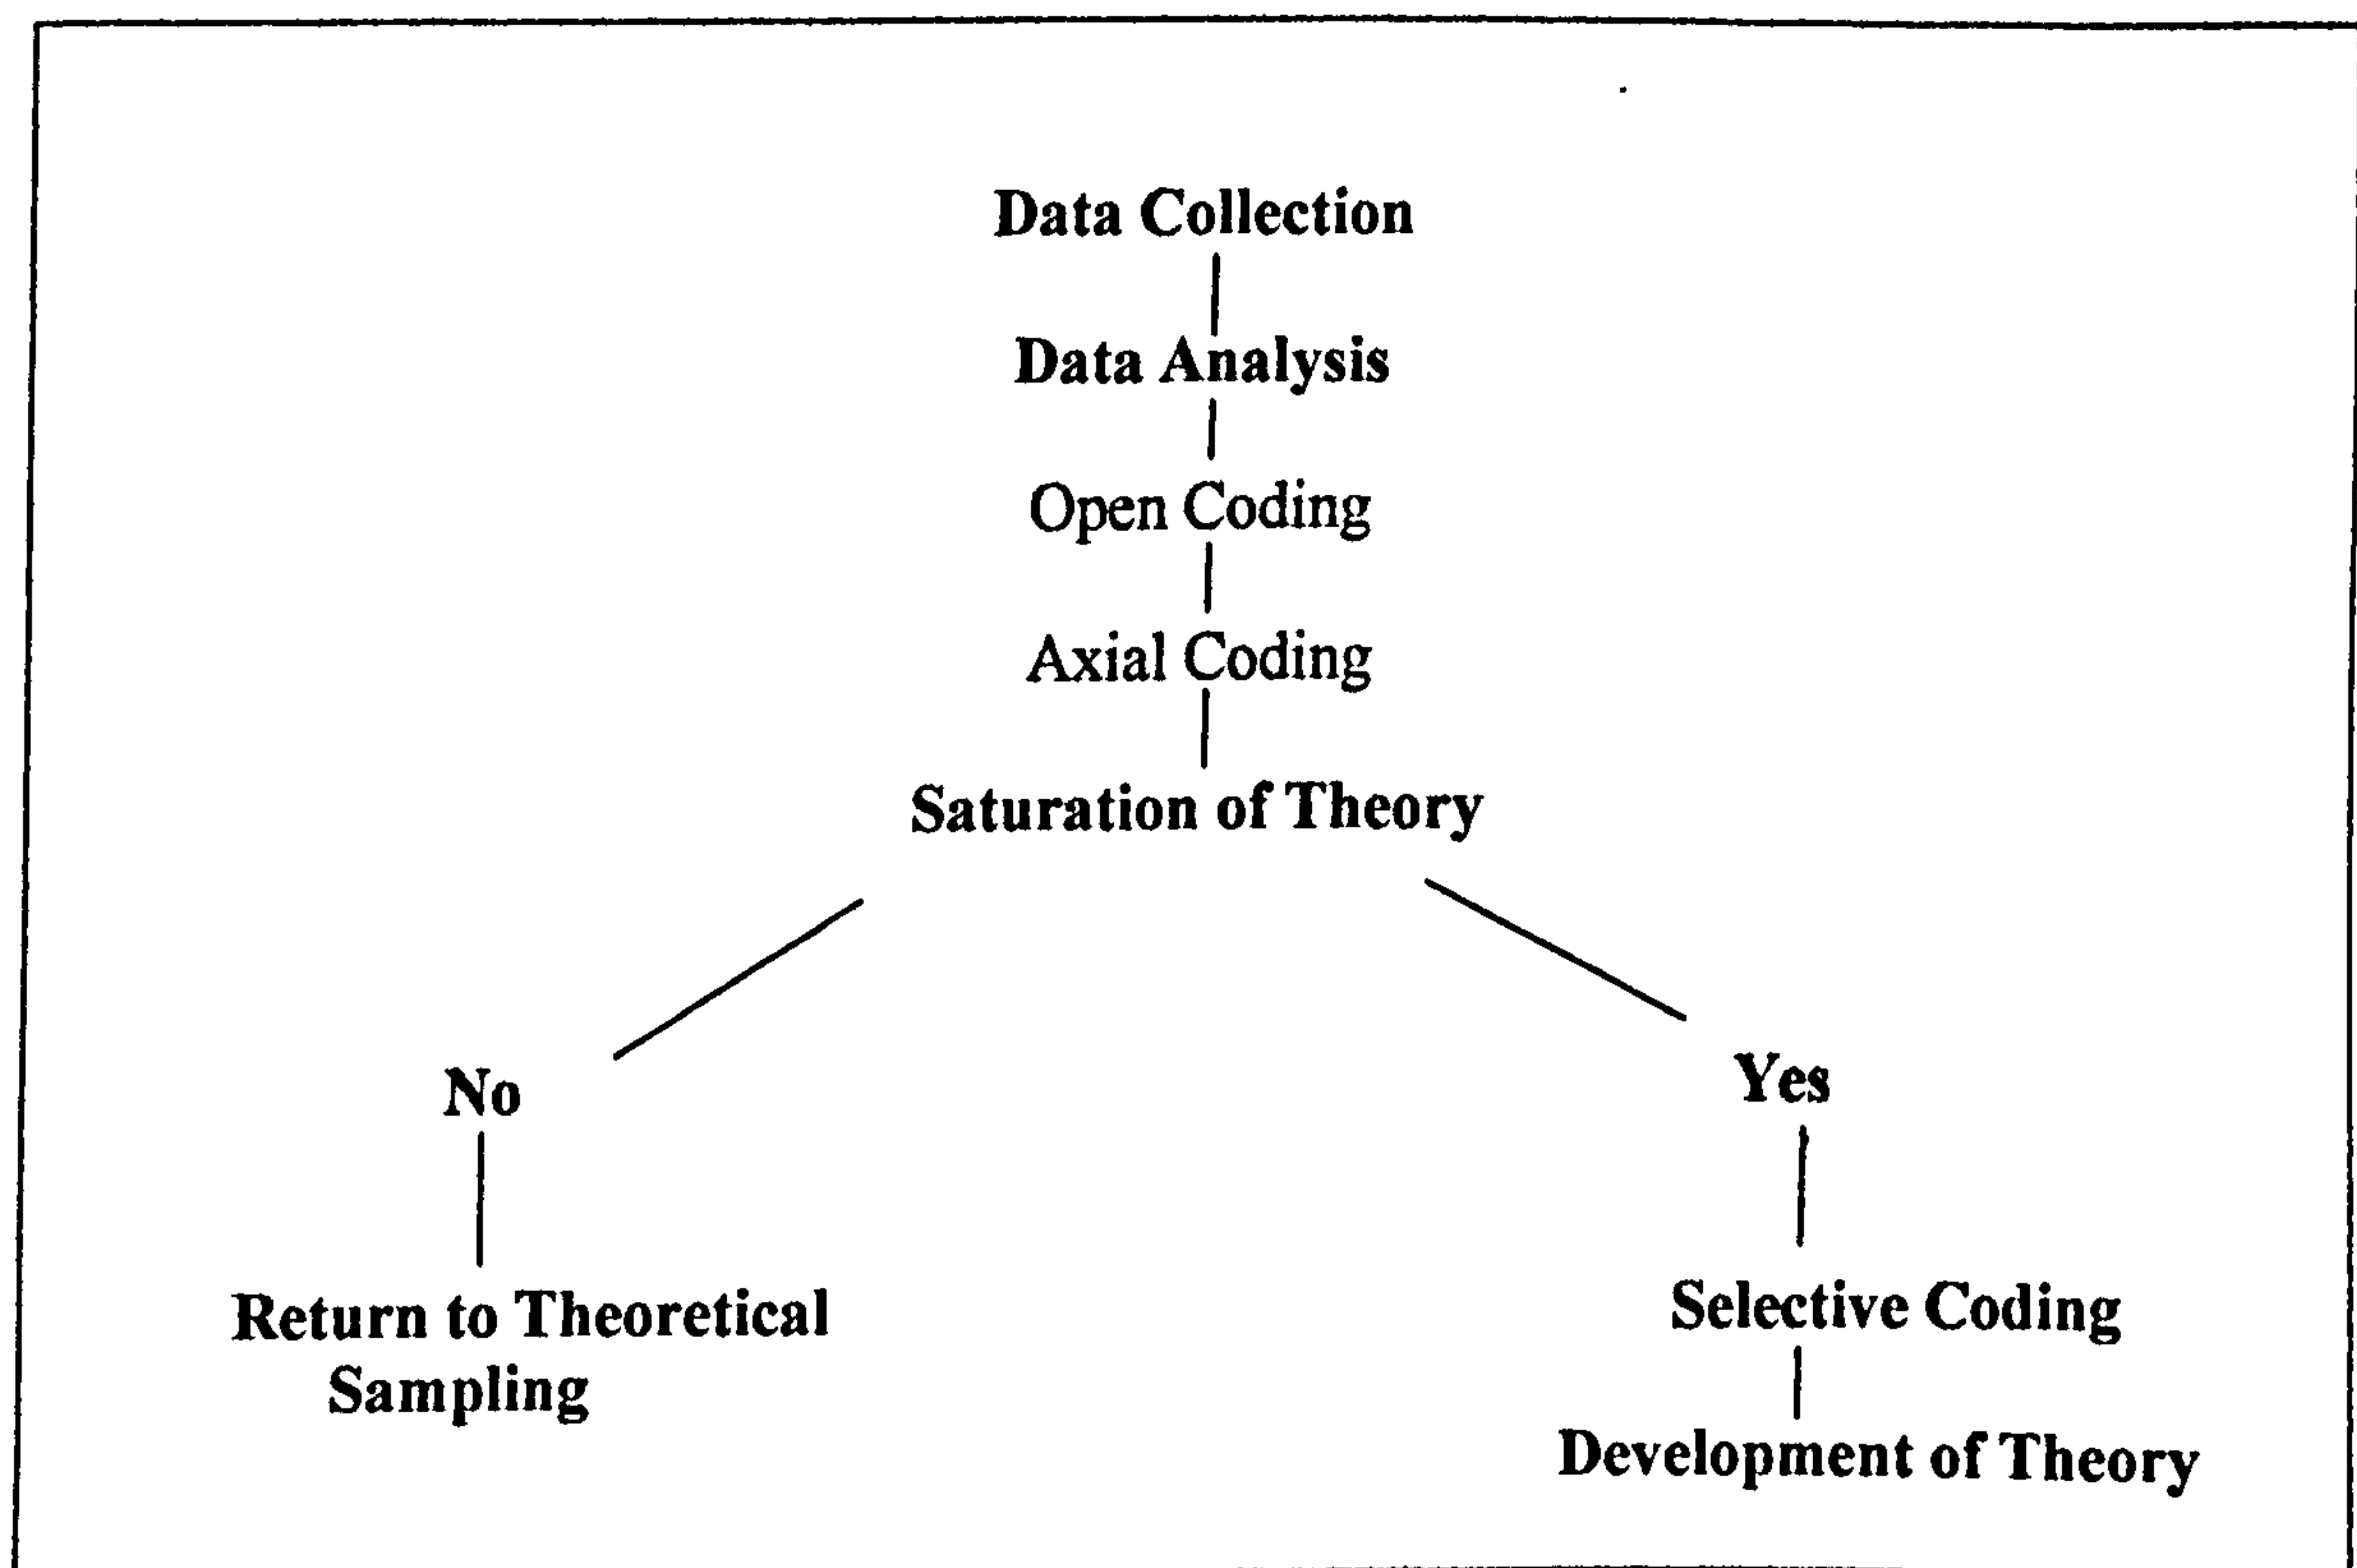 Data Collection
Data Analysis
Open Coding
Axial Coding
Saturation of Theory
No
Yes
Return to Theoretical
Sampling
Selective Coding
Development of Theory